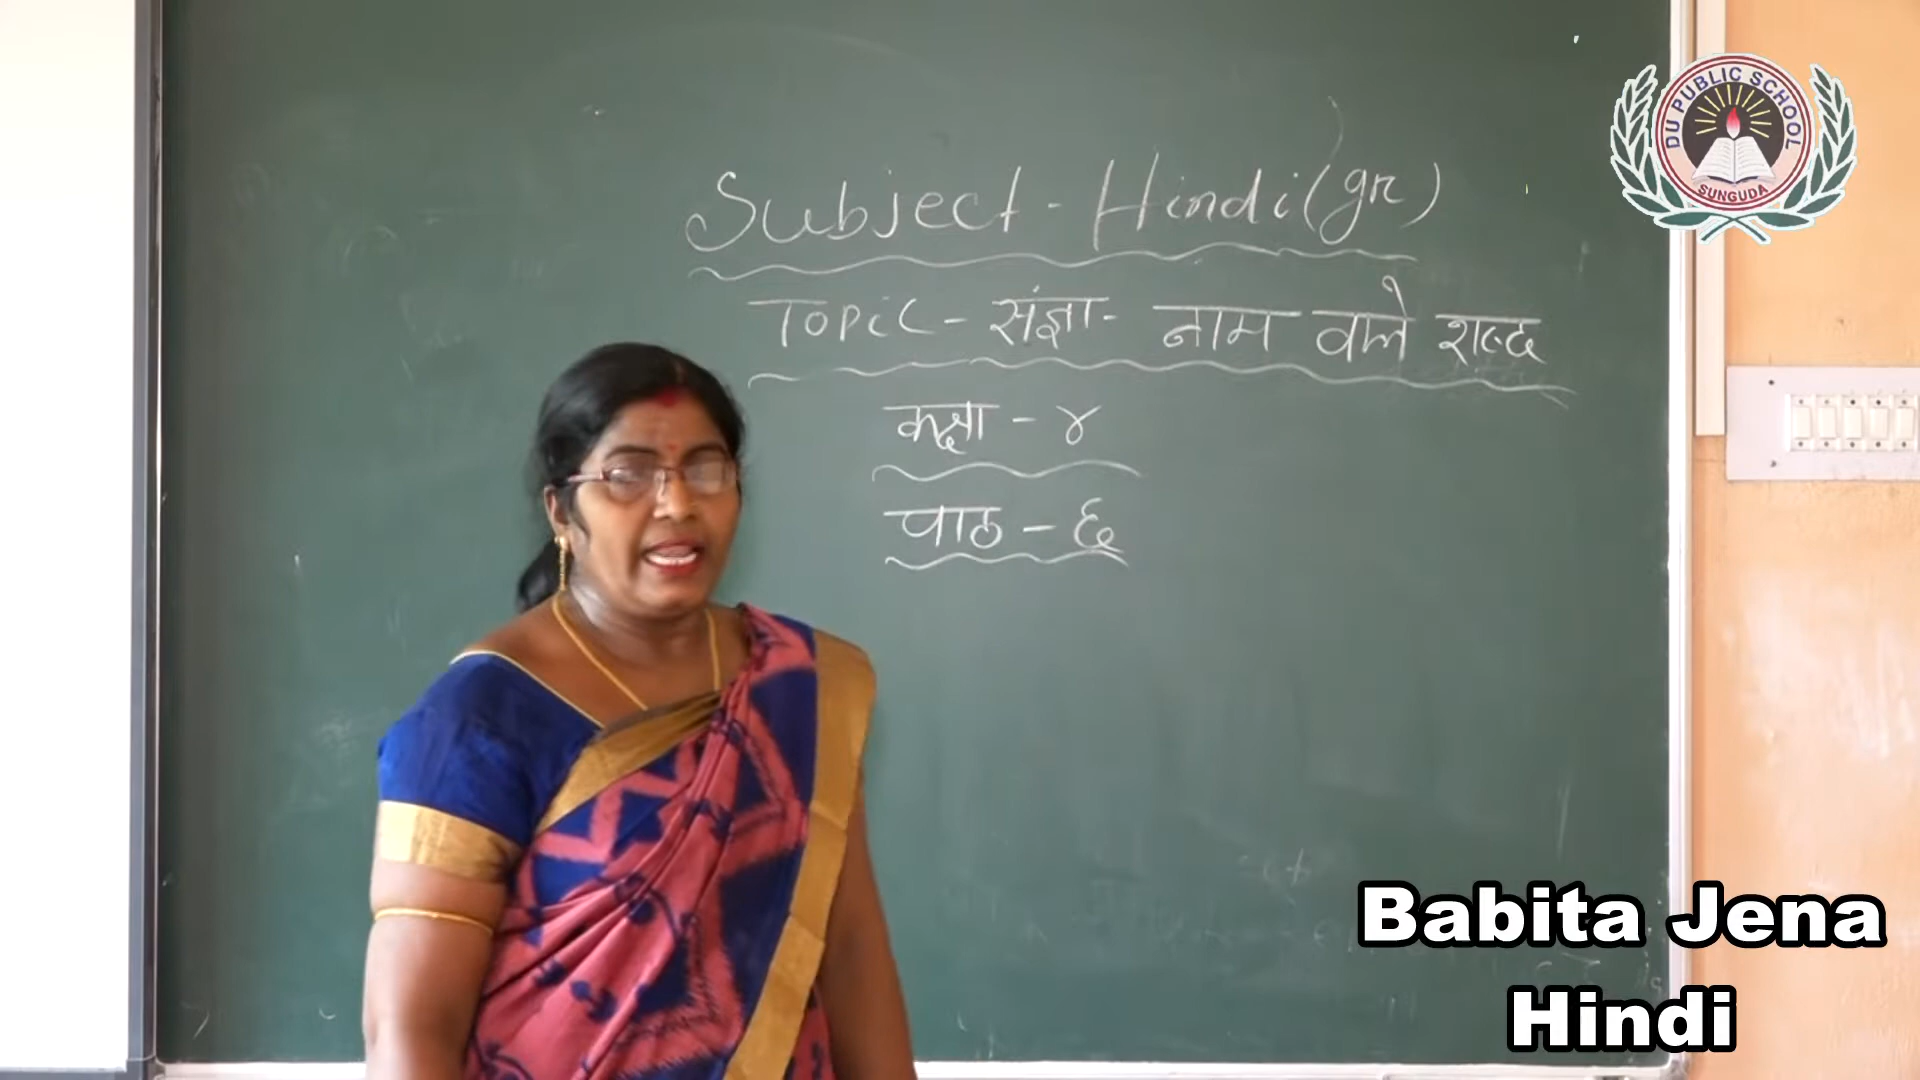 Subject - Hindi (gr)
Topic - संज्ञा - नाम वाले शब्द
कक्षा - ४
पाठ - ६
DU PUBLIC SCHOOL
SUNGUDA
Babita Jena
Hindi